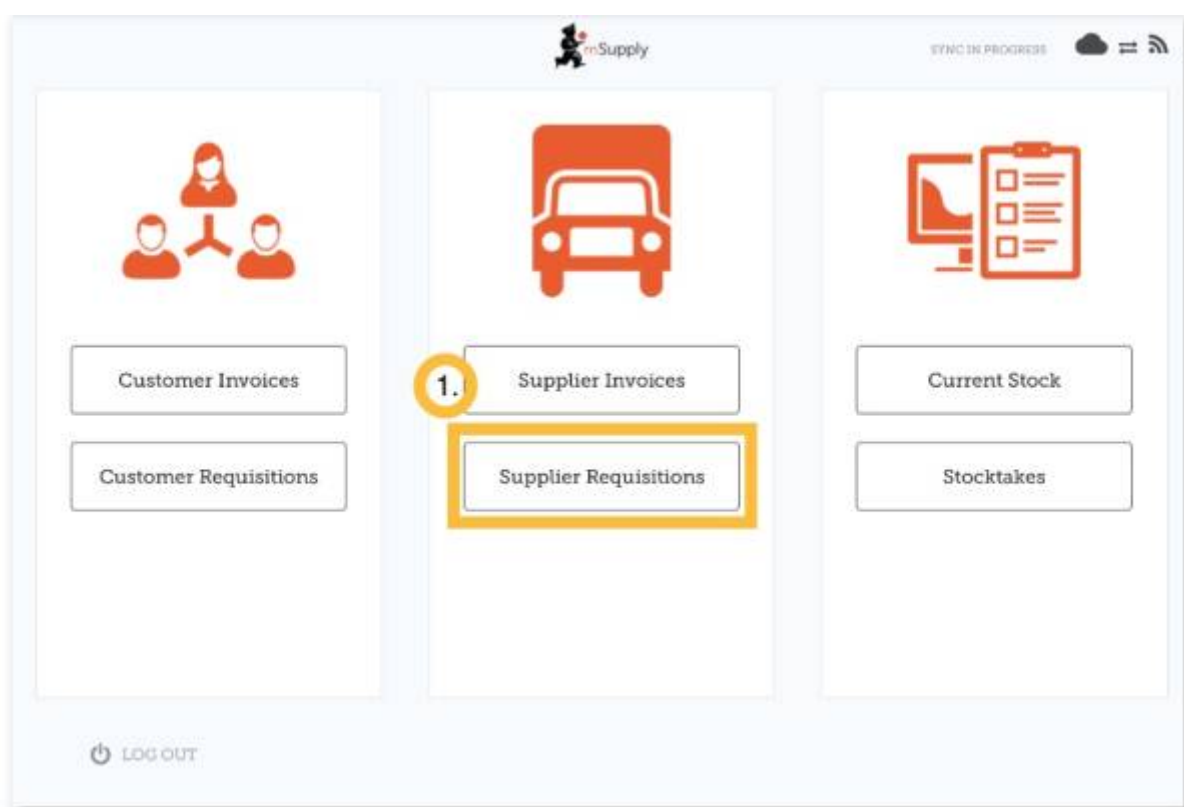 mSupply
SYNC IN PROGRESS
Customer Invoices
1.
Supplier Invoices
Current Stock
Customer Requisitions
Supplier Requisitions
Stocktakes
LOG OUT